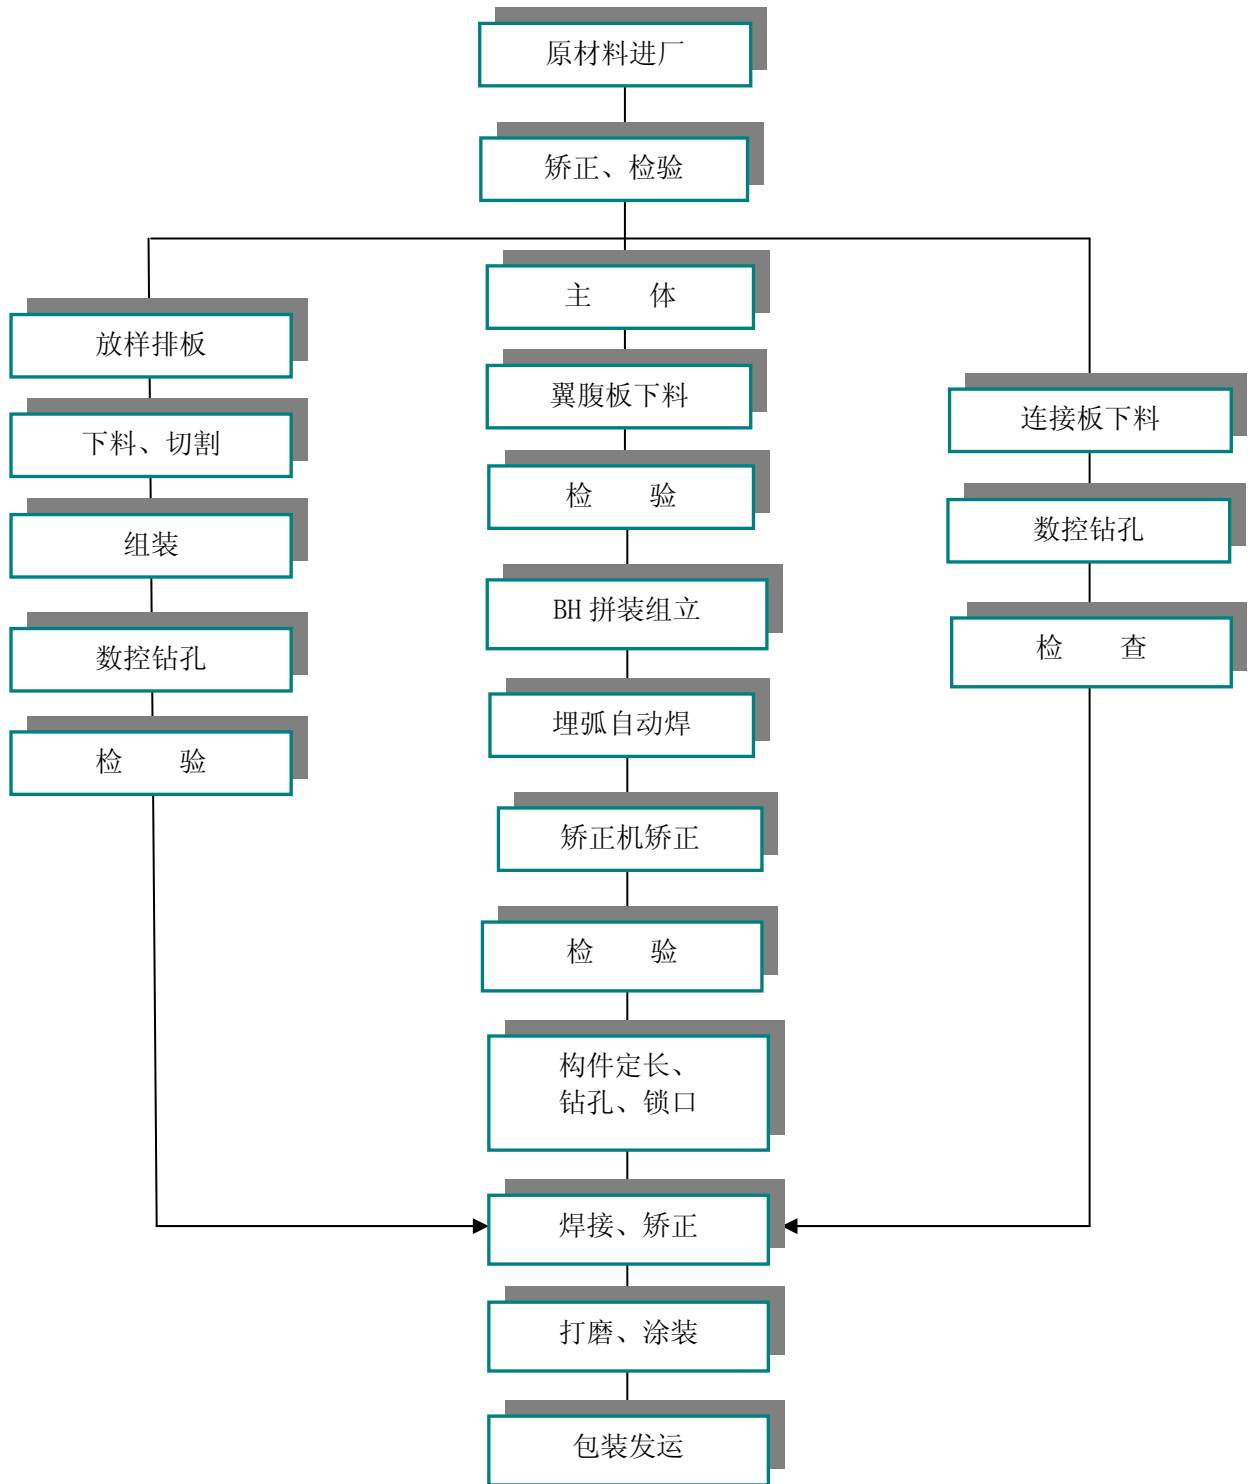 原材料进厂
矫正、检验
主 体
放样排板
翼腹板下料
连接板下料
下料、切割
检 验
数控钻孔
组装
BH 拼装组立
检 查
数控钻孔
埋弧自动焊
检 验
矫正机矫正
检 验
构件定长、
钻孔、锁口
焊接、矫正
打磨、涂装
包装发运